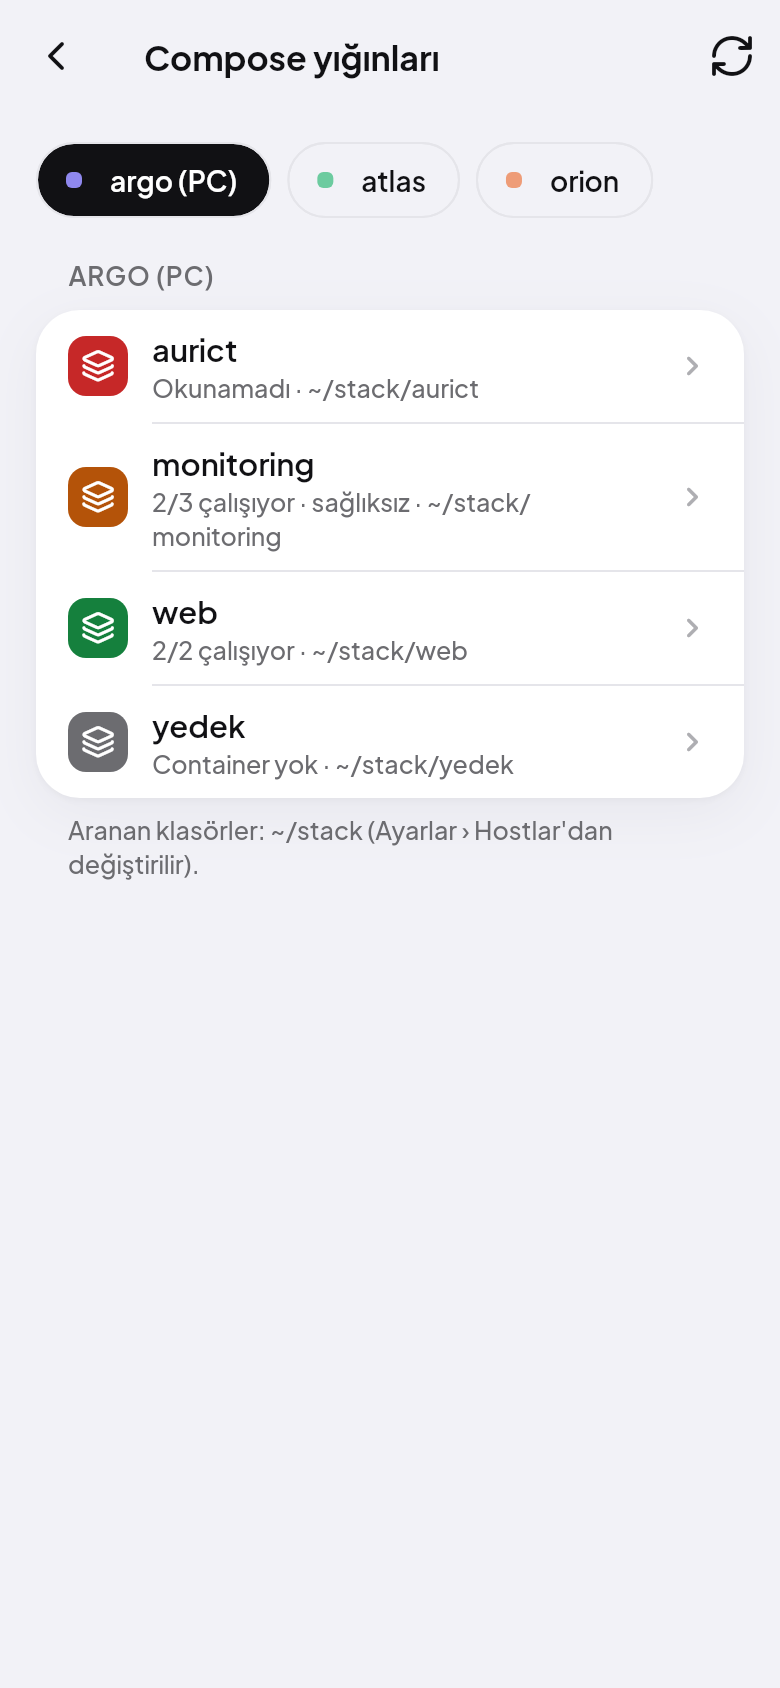 Compose yığınları
argo (PC)
atlas
orion
ARGO (PC)
aurict
Okunamadı · ~/stack/aurict
monitoring
2/3 çalışıyor · sağlıksız · ~/stack/
monitoring
web
2/2 çalışıyor · ~/stack/web
yedek
Container yok · ~/stack/yedek
Aranan klasörler: ~/stack (Ayarlar › Hostlar'dan
değiştirilir).